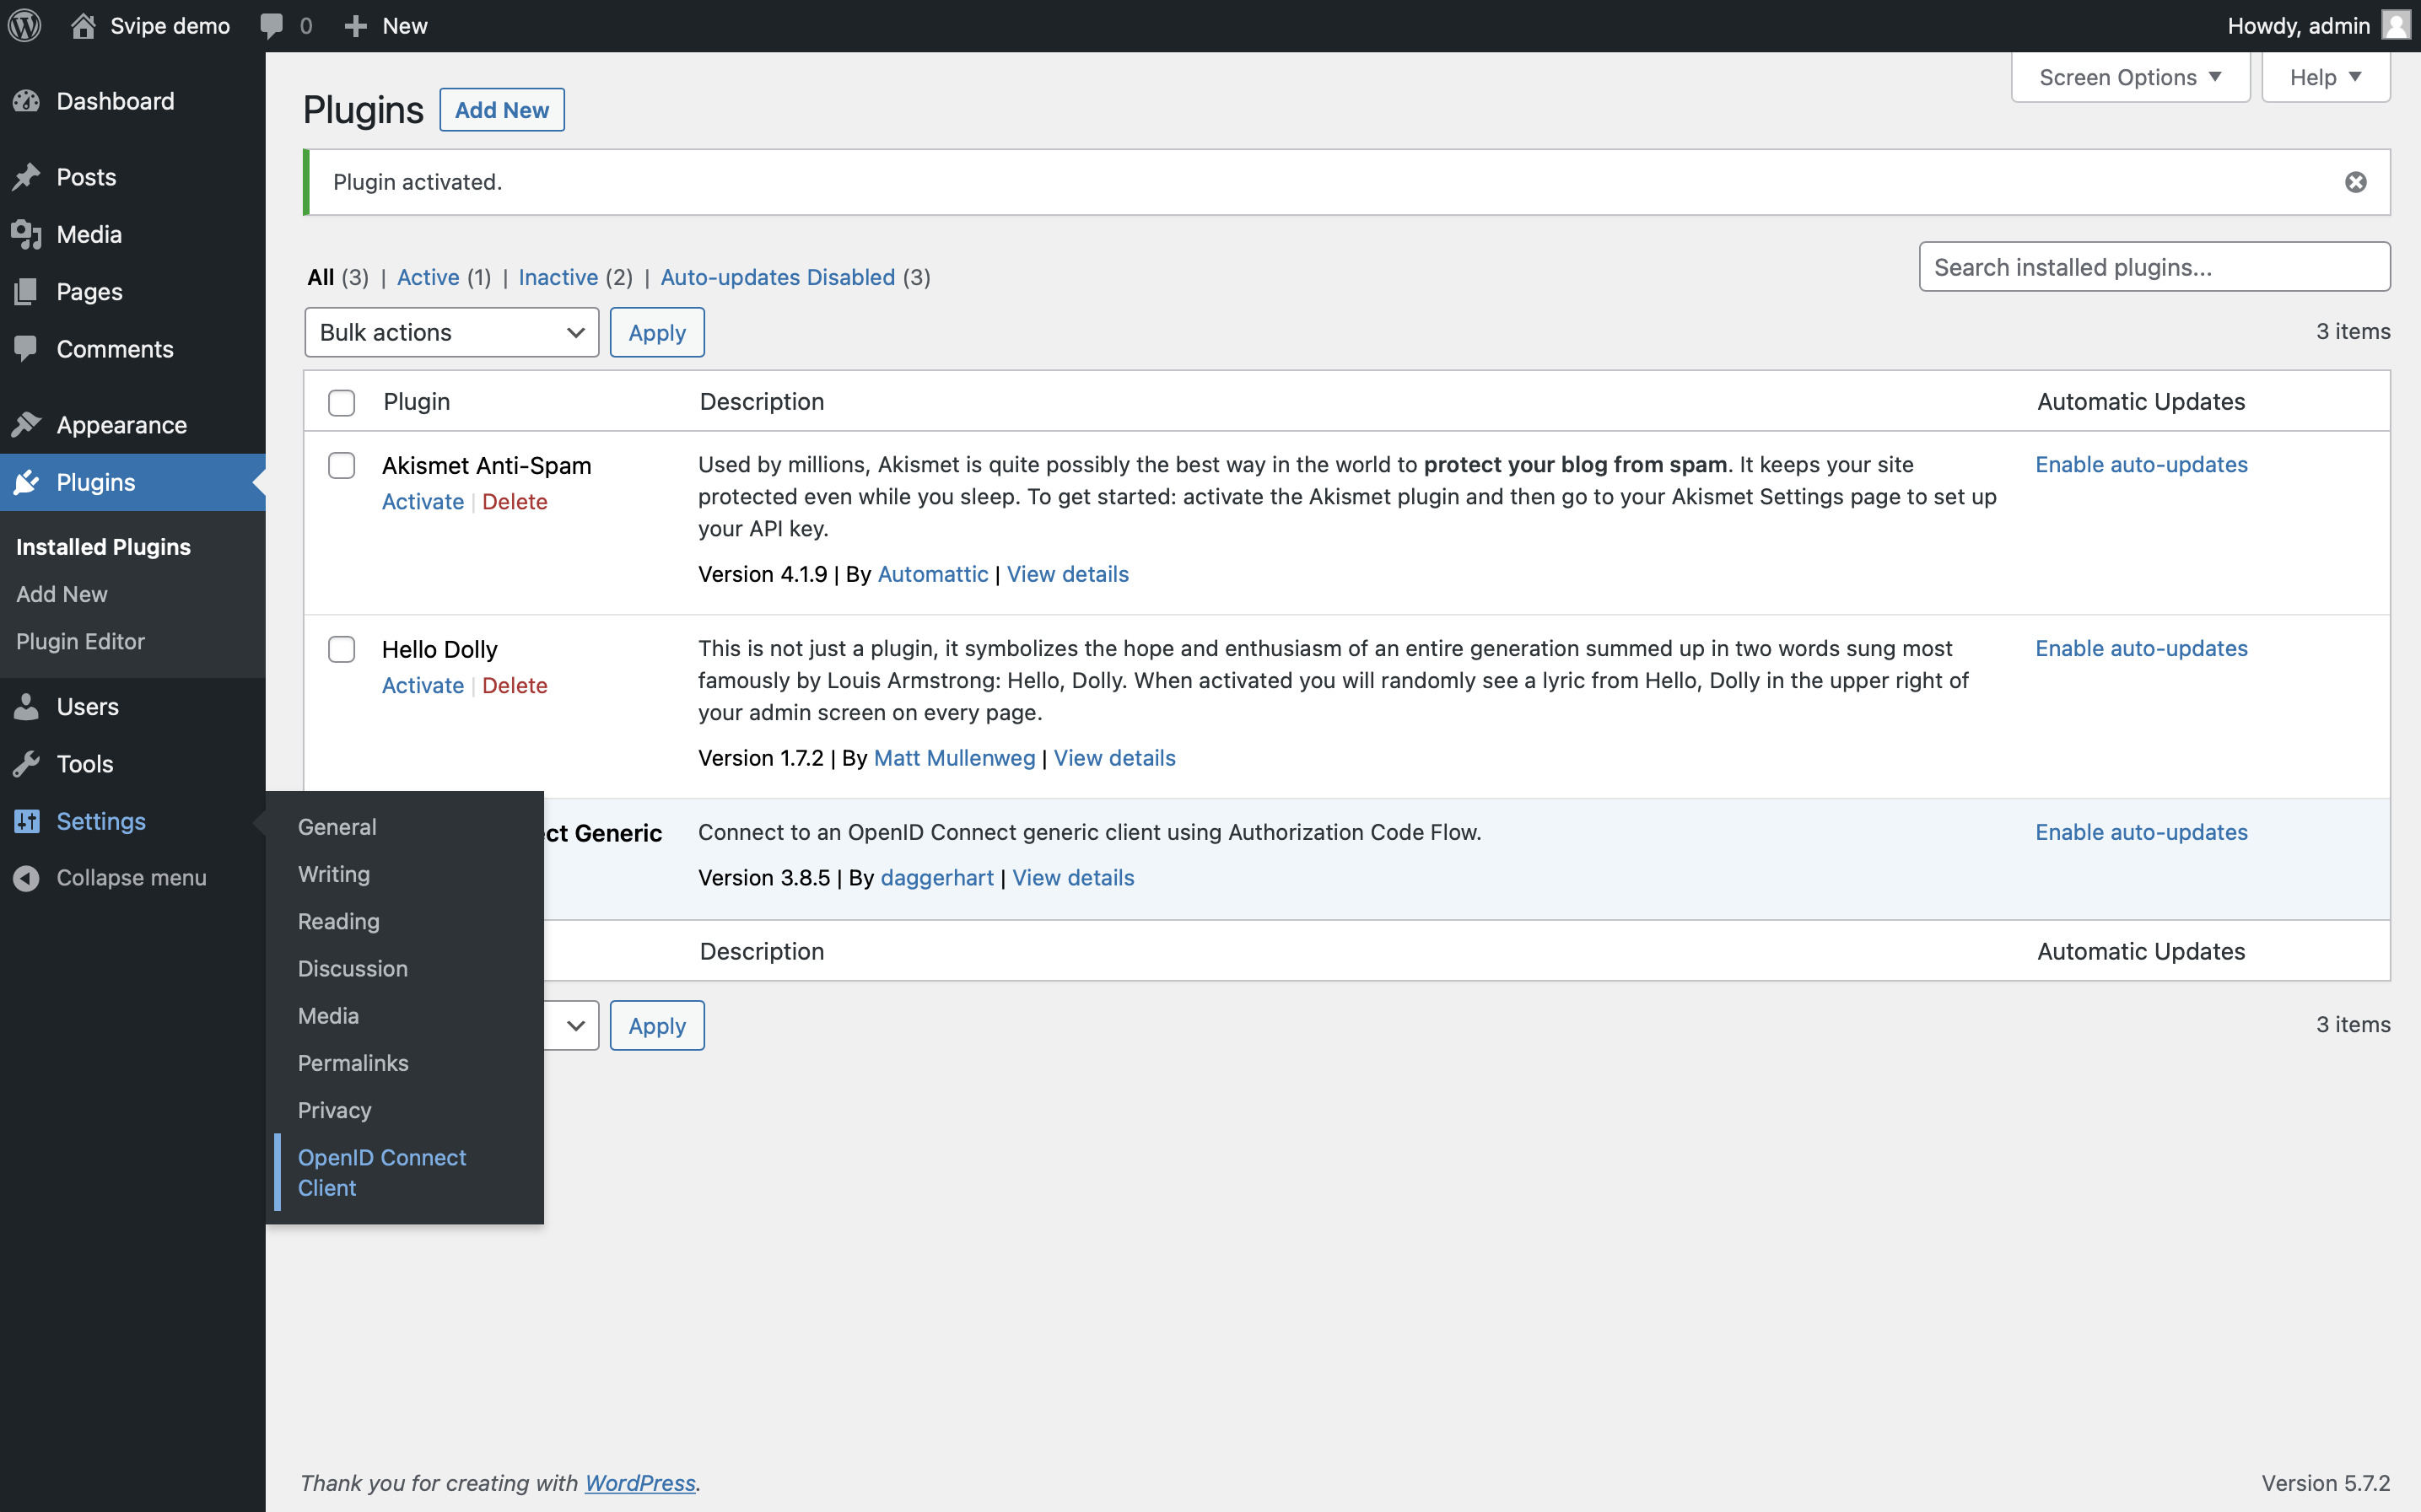 Svipe demo
0
New
Howdy, admin
Dashboard
Posts
Media
Pages
Comments
Appearance
Plugins
Installed Plugins
Add New
Plugin Editor
Users
Tools
Settings
Collapse menu
General
Writing
Reading
Discussion
Media
Permalinks
Privacy
OpenID Connect
Client
Screen Options
Help
Plugins
Add New
Plugin activated.
All (3) | Active (1) | Inactive (2) | Auto-updates Disabled (3)
Search installed plugins...
Bulk actions
Apply
3 items
Plugin
Description
Automatic Updates
Akismet Anti-Spam
Activate | Delete
Used by millions, Akismet is quite possibly the best way in the world to protect your blog from spam. It keeps your site
protected even while you sleep. To get started: activate the Akismet plugin and then go to your Akismet Settings page to set up
your API key.
Version 4.1.9 | By Automattic | View details
Enable auto-updates
Hello Dolly
Activate | Delete
This is not just a plugin, it symbolizes the hope and enthusiasm of an entire generation summed up in two words sung most
famously by Louis Armstrong: Hello, Dolly. When activated you will randomly see a lyric from Hello, Dolly in the upper right of
your admin screen on every page.
Version 1.7.2 | By Matt Mullenweg | View details
Enable auto-updates
ct Generic
Connect to an OpenID Connect generic client using Authorization Code Flow.
Version 3.8.5 | By daggerhart | View details
Enable auto-updates
Description
Automatic Updates
Apply
3 items
Thank you for creating with WordPress.
Version 5.7.2